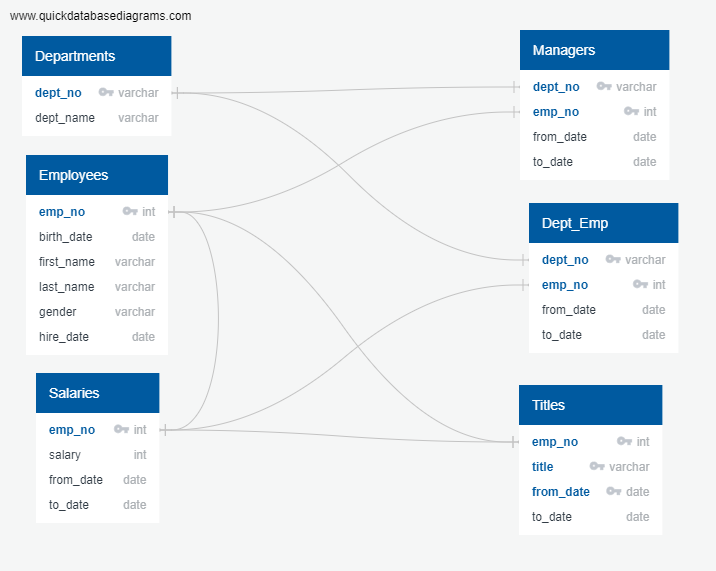 www.quickdatabasediagrams.com
Departments
dept_no varchar
dept_name varchar
Employees
emp_no int
birth_date date
first_name varchar
last_name varchar
gender varchar
hire_date date
Salaries
emp_no int
salary int
from_date date
to_date date
Managers
dept_no varchar
emp_no int
from_date date
to_date date
Dept_Emp
dept_no varchar
emp_no int
from_date date
to_date date
Titles
emp_no int
title varchar
from_date date
to_date date